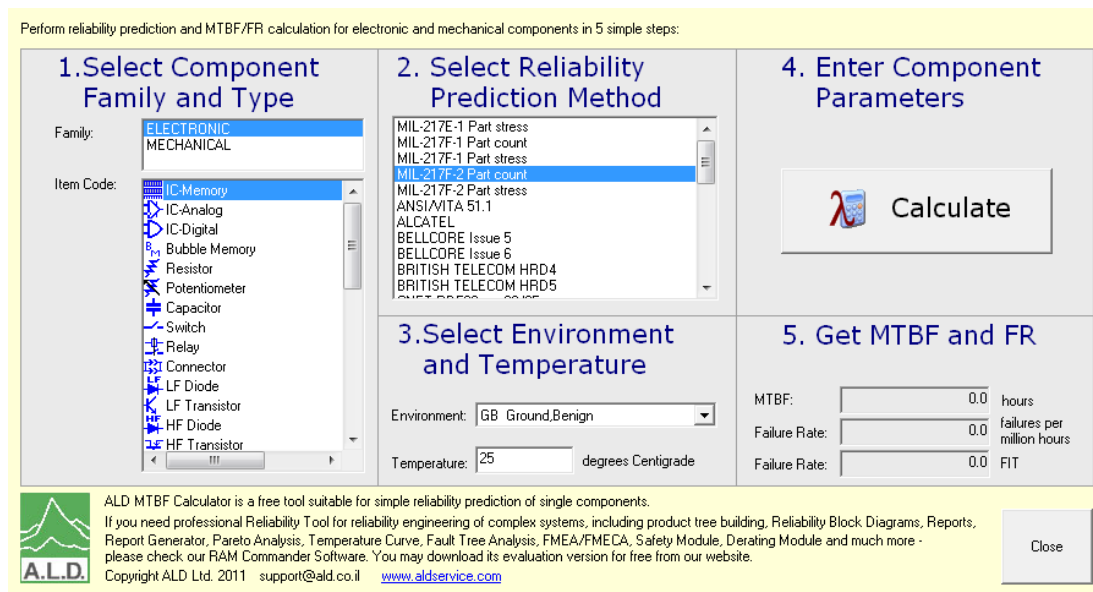 Perform reliability prediction and MTBF/FR calculation for electronic and mechanical components in 5 simple steps:
1.Select Component
Family and Type
Family:
ELECTRONIC
MECHANICAL
Item Code:
IC-Memory
IC-Analog
IC-Digital
BM Bubble Memory
Resistor
Potentiometer
Capacitor
Switch
Relay
Connector
LF LF Diode
LF Transistor
HF HF Diode
HF Transistor
2. Select Reliability
Prediction Method
MIL-217E-1 Part stress
MIL-217F-1 Part count
MIL-217F-1 Part stress
MIL-217F-2 Part count
MIL-217F-2 Part stress
ANSI/VITA 51.1
ALCATEL
BELLCORE Issue 5
BELLCORE Issue 6
BRITISH TELECOM HRD4
BRITISH TELECOM HRD5
3.Select Environment
and Temperature
Environment: GB Ground,Benign
Temperature: 25 degrees Centigrade
4. Enter Component
Parameters
λ Calculate
5. Get MTBF and FR
MTBF: 0.0 hours
Failure Rate: 0.0 failures per
million hours
Failure Rate: 0.0 FIT
A.L.D.
ALD MTBF Calculator is a free tool suitable for simple reliability prediction of single components.
If you need professional Reliability Tool for reliability engineering of complex systems, including product tree building, Reliability Block Diagrams, Reports,
Report Generator, Pareto Analysis, Temperature Curve, Fault Tree Analysis, FMEA/FMECA, Safety Module, Derating Module and much more -
please check our RAM Commander Software. You may download its evaluation version for free from our website.
Copyright ALD Ltd. 2011 support@ald.co.il www.aldservice.com
Close